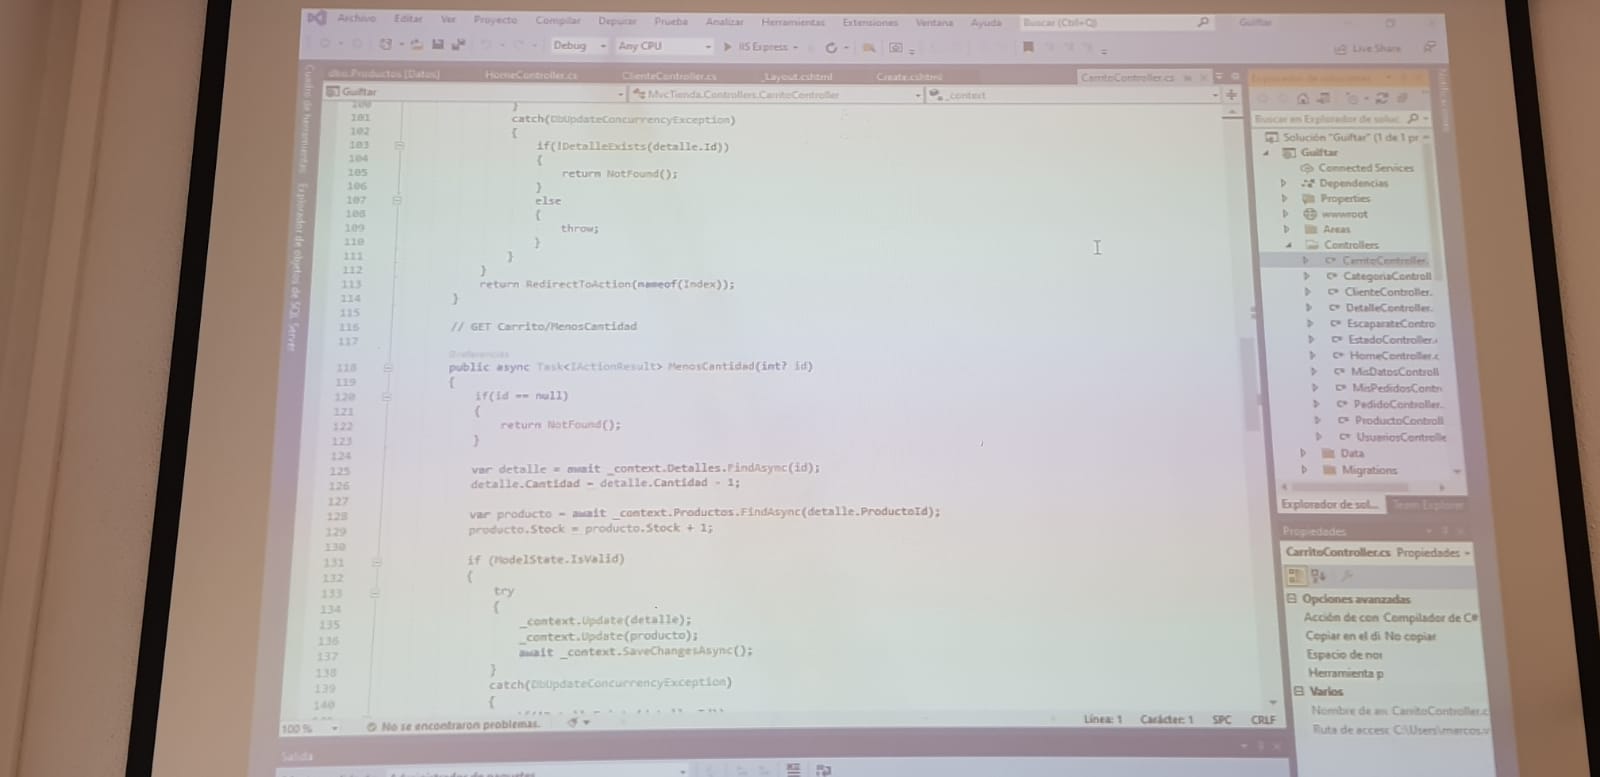 Archivo Editar Ver Proyecto Compilar Depurar Prueba Analizar Herramientas Extensiones Ventana Ayuda Buscar (Ctrl+Q) Guiftar
Debug Any CPU IIS Express Live Share
dbo.Productos [Datos] HomeController.cs ClienteController.cs _Layout.cshtml Create.cshtml CarritoController.cs
Guiftar MvcTienda.Controllers.CarritoController _context
Cuadro de herramientas
Explorador de objetos de SQL Server
100 }
101 catch(DbUpdateConcurrencyException)
102 {
103 if(!DetalleExists(detalle.Id))
104 {
105 return NotFound();
106 }
107 else
108 {
109 throw;
110 }
111 }
112 }
113 return RedirectToAction(nameof(Index));
114 }
115
116 // GET Carrito/MenosCantidad
117
0 referencias
118 public async Task<IActionResult> MenosCantidad(int? id)
119 {
120 if(id == null)
121 {
122 return NotFound();
123 }
124
125 var detalle = await _context.Detalles.FindAsync(id);
126 detalle.Cantidad = detalle.Cantidad - 1;
127
128 var producto = await _context.Productos.FindAsync(detalle.ProductoId);
129 producto.Stock = producto.Stock + 1;
130
131 if (ModelState.IsValid)
132 {
133 try
134 {
135 _context.Update(detalle);
136 _context.Update(producto);
137 await _context.SaveChangesAsync();
138 }
139 catch(DbUpdateConcurrencyException)
140 {
100 % No se encontraron problemas. Línea: 1 Carácter: 1 SPC CRLF
Salida
Buscar en Explorador de soluc
Solución "Guiftar" (1 de 1 pr
Guiftar
Connected Services
Dependencias
Properties
wwwroot
Areas
Controllers
C# CarritoController.
C# CategoriaControll
C# ClienteController.
C# DetalleController.
C# EscaparateContro
C# EstadoController.
C# HomeController.c
C# MisDatosControll
C# MisPedidosContr
C# PedidoController.
C# ProductoControll
C# UsuariosControlle
Data
Migrations
Explorador de sol... Team Explorer
Propiedades
CarritoController.cs Propiedades
Opciones avanzadas
Acción de con Compilador de C#
Copiar en el di No copiar
Espacio de nor
Herramienta p
Varios
Nombre de an CarritoController.c
Ruta de acceso C:\Users\marcos.v